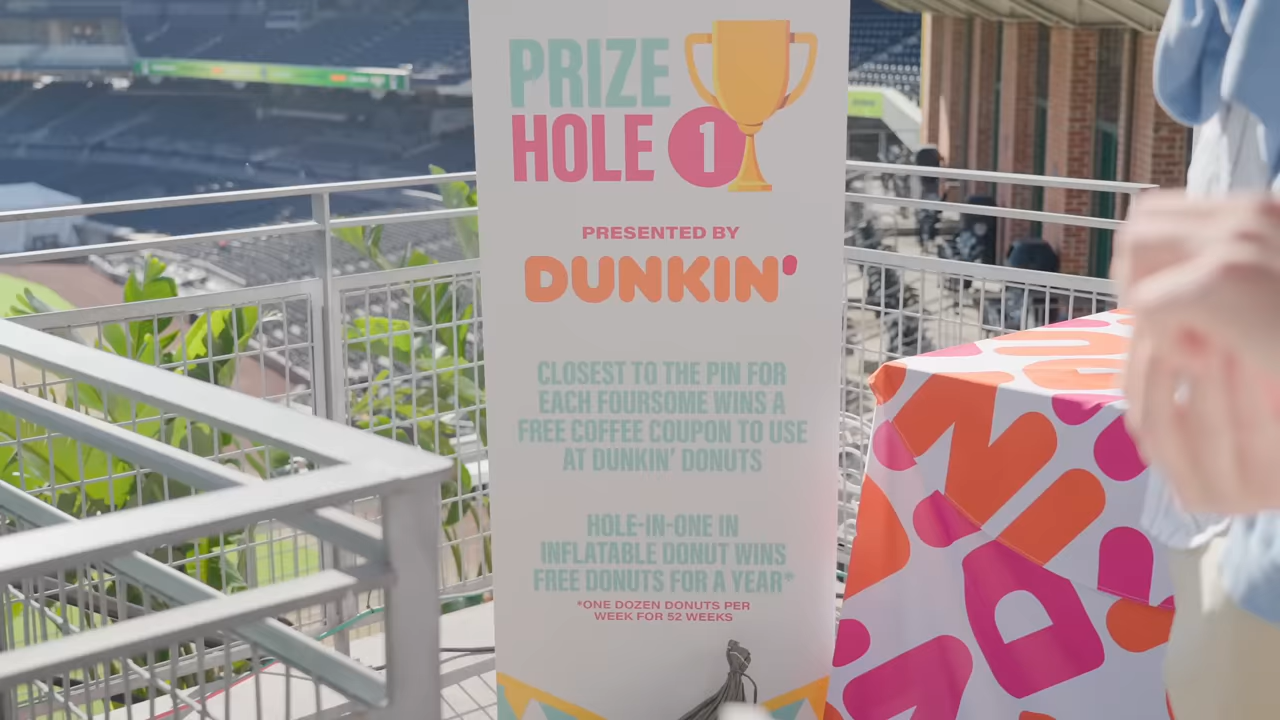 PRIZE
HOLE 1
PRESENTED BY
DUNKIN'
CLOSEST TO THE PIN FOR
EACH FOURSOME WINS A
FREE COFFEE COUPON TO USE
AT DUNKIN' DONUTS
HOLE-IN-ONE IN
INFLATABLE DONUT WINS
FREE DONUTS FOR A YEAR*
*ONE DOZEN DONUTS PER
WEEK FOR 52 WEEKS